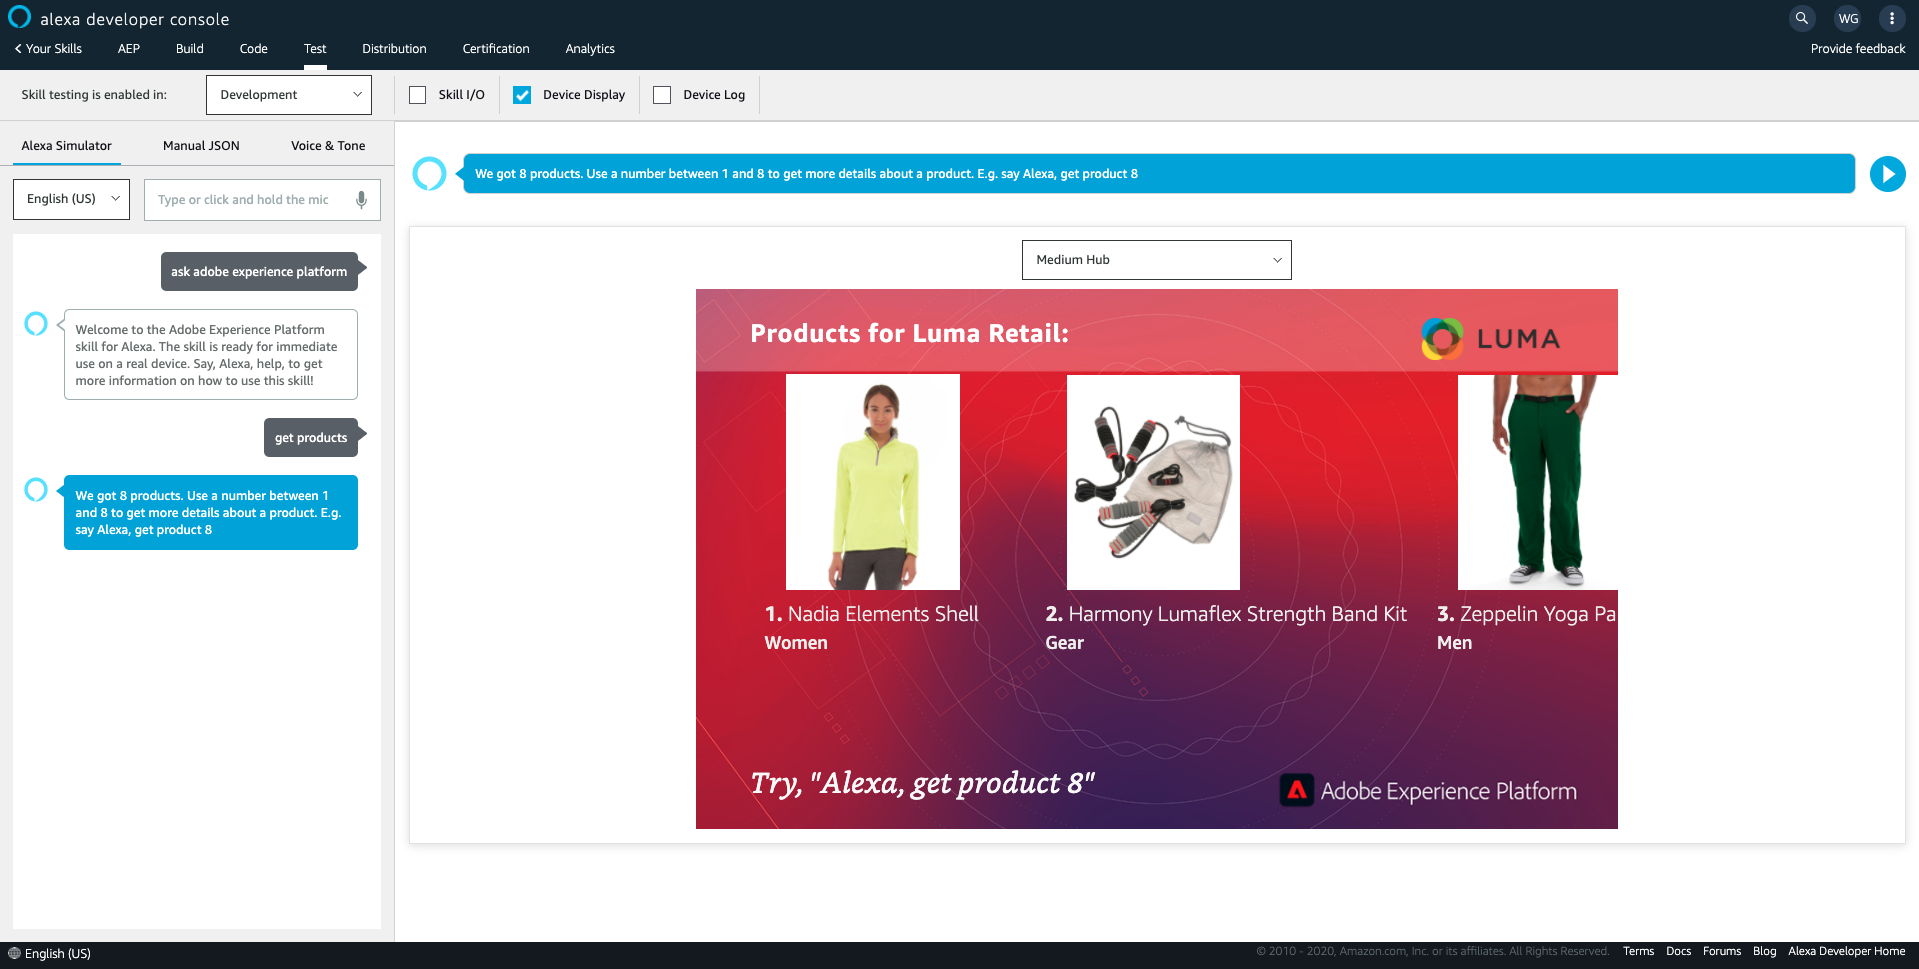 alexa developer console
WG
Your Skills
AEP
Build
Code
Test
Distribution
Certification
Analytics
Provide feedback
Skill testing is enabled in:
Development
Skill I/O
Device Display
Device Log
Alexa Simulator
Manual JSON
Voice & Tone
English (US)
Type or click and hold the mic
ask adobe experience platform
Welcome to the Adobe Experience Platform
skill for Alexa. The skill is ready for immediate
use on a real device. Say, Alexa, help, to get
more information on how to use this skill!
get products
We got 8 products. Use a number between 1
and 8 to get more details about a product. E.g.
say Alexa, get product 8
We got 8 products. Use a number between 1 and 8 to get more details about a product. E.g. say Alexa, get product 8
Medium Hub
Products for Luma Retail:
LUMA
1. Nadia Elements Shell
Women
2. Harmony Lumaflex Strength Band Kit
Gear
3. Zeppelin Yoga Pa
Men
Try, "Alexa, get product 8"
Adobe Experience Platform
English (US)
© 2010 - 2020, Amazon.com, Inc. or its affiliates. All Rights Reserved.
Terms
Docs
Forums
Blog
Alexa Developer Home